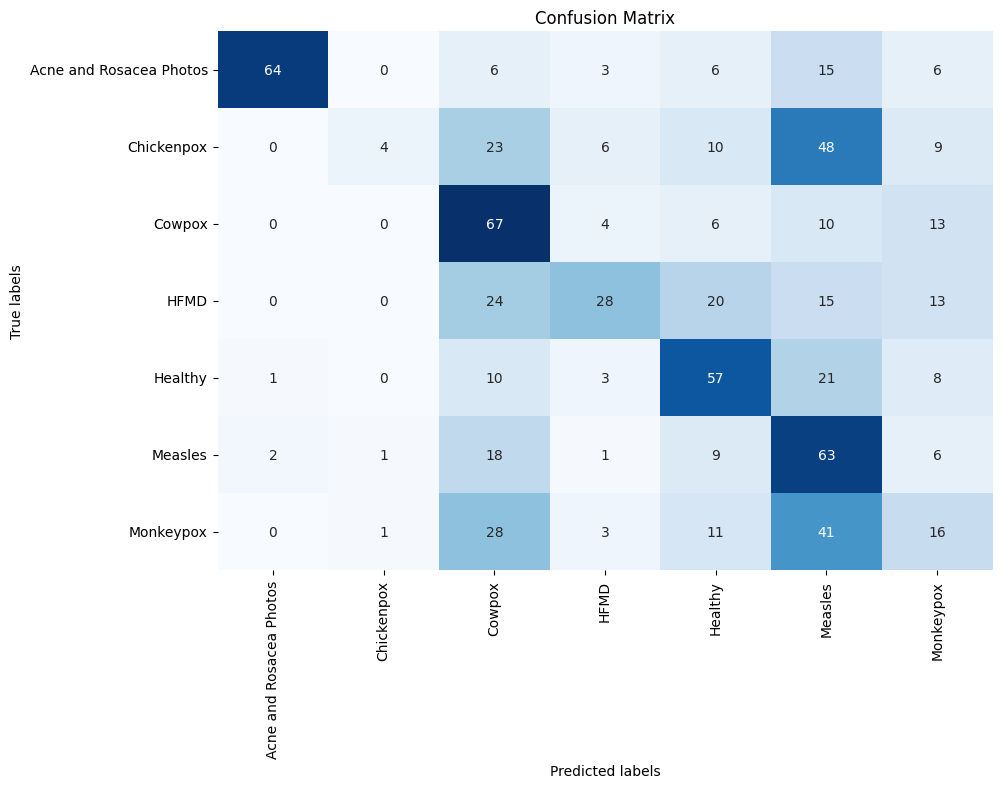 Confusion Matrix
Acne and Rosacea Photos 64 0 6 3 6 15 6
Chickenpox 0 4 23 6 10 48 9
Cowpox 0 0 67 4 6 10 13
HFMD 0 0 24 28 20 15 13
Healthy 1 0 10 3 57 21 8
Measles 2 1 18 1 9 63 6
Monkeypox 0 1 28 3 11 41 16
True labels
Acne and Rosacea Photos Chickenpox Cowpox HFMD Healthy Measles Monkeypox
Predicted labels